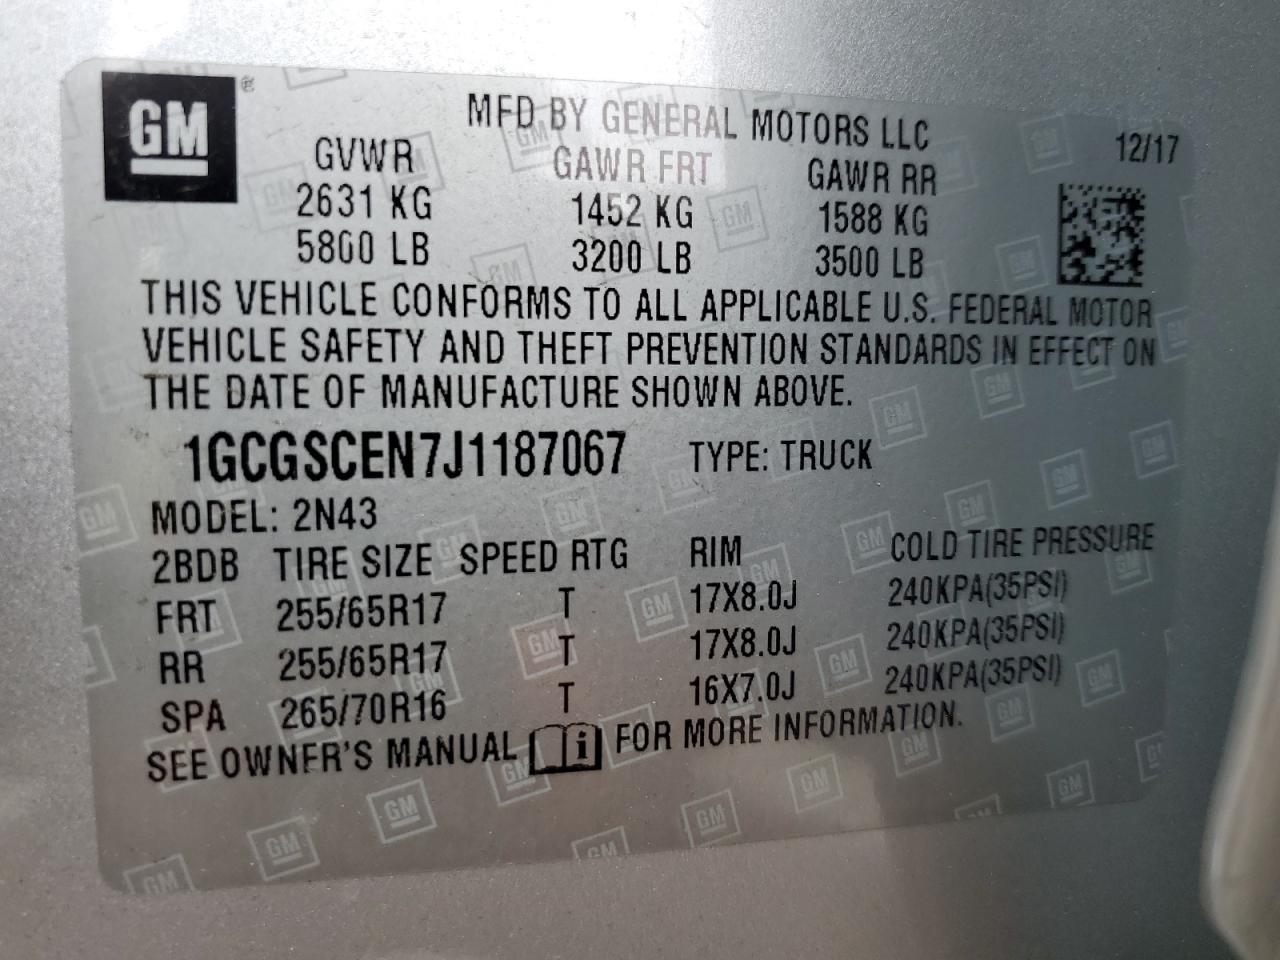 GM ®
MFD BY GENERAL MOTORS LLC
12/17
GVWR GAWR FRT GAWR RR
2631 KG 1452 KG 1588 KG
5800 LB 3200 LB 3500 LB
THIS VEHICLE CONFORMS TO ALL APPLICABLE U.S. FEDERAL MOTOR
VEHICLE SAFETY AND THEFT PREVENTION STANDARDS IN EFFECT ON
THE DATE OF MANUFACTURE SHOWN ABOVE.
1GCGSCEN7J1187067 TYPE: TRUCK
MODEL: 2N43
2BDB TIRE SIZE SPEED RTG RIM COLD TIRE PRESSURE
FRT 255/65R17 T 17X8.0J 240KPA(35PSI)
RR 255/65R17 T 17X8.0J 240KPA(35PSI)
SPA 265/70R16 T 16X7.0J 240KPA(35PSI)
SEE OWNER'S MANUAL i FOR MORE INFORMATION.